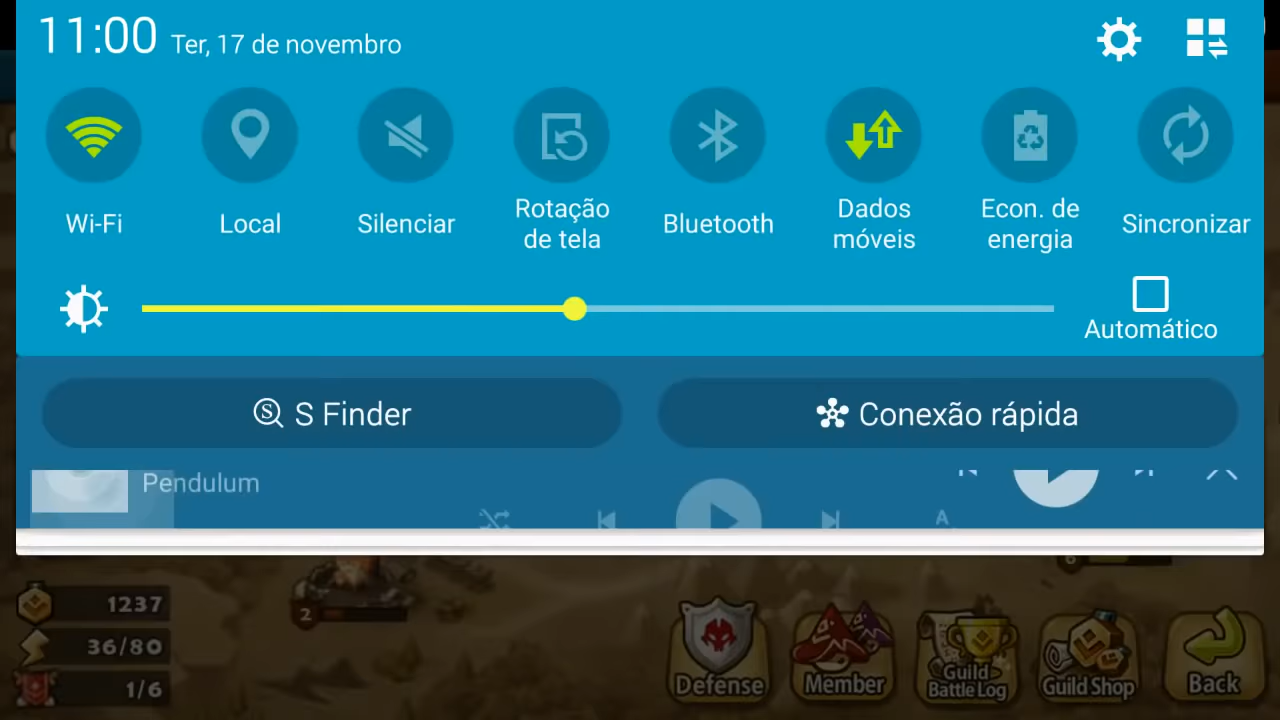 11:00 Ter, 17 de novembro
Wi-Fi
Local
Silenciar
Rotação
de tela
Bluetooth
Dados
móveis
Econ. de
energia
Sincronizar
Automático
S Finder
Conexão rápida
Pendulum
A
1237
36/80
1/6
2
6
Defense
Member
Guild
Battle Log
Guild Shop
Back